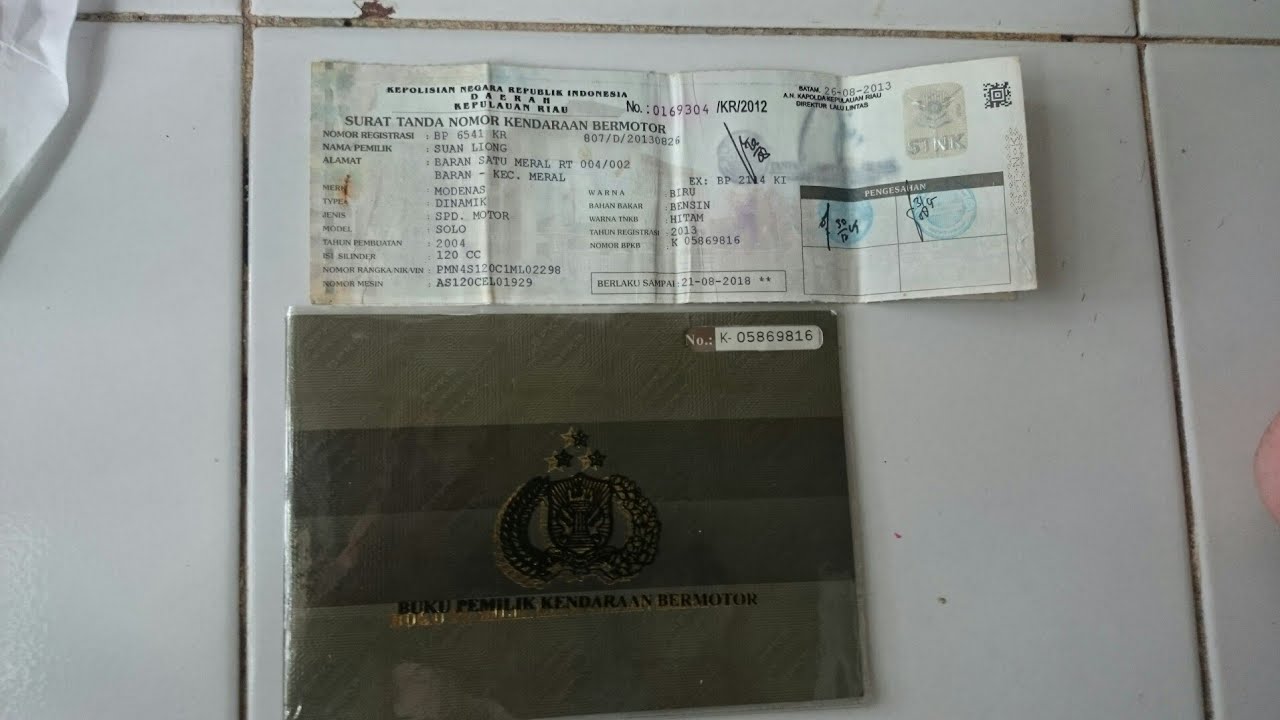 KEPOLISIAN NEGARA REPUBLIK INDONESIA
DAERAH
KEPULAUAN RIAU
No.: 0169304 /KR/2012
BATAM, 26-08-2013
A.N. KAPOLDA KEPULAUAN RIAU
DIREKTUR LALU LINTAS
SURAT TANDA NOMOR KENDARAAN BERMOTOR
807/D/20130826
NOMOR REGISTRASI : BP 6541 KR
NAMA PEMILIK : SUAN LIONG
ALAMAT : BARAN SATU MERAL RT 004/002
BARAN - KEC. MERAL
EX: BP 2144 KI
MERK : MODENAS
TYPE : DINAMIK
JENIS : SPD. MOTOR
MODEL : SOLO
TAHUN PEMBUATAN : 2004
ISI SILINDER : 120 CC
NOMOR RANGKA/NIK/VIN : PMN4S120C1ML02298
NOMOR MESIN : AS120CEL01929
WARNA : BIRU
BAHAN BAKAR : BENSIN
WARNA TNKB : HITAM
TAHUN REGISTRASI : 2013
NOMOR BPKB : K 05869816
BERLAKU SAMPAI : 21-08-2018 **
STNK
PENGESAHAN
No.: K- 05869816
BUKU PEMILIK KENDARAAN BERMOTOR